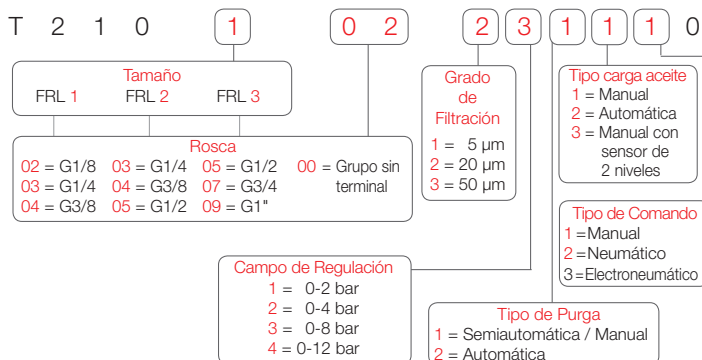 T 2 1 0 1 0 2 2 3 1 1 1 0
Tamaño
FRL 1 FRL 2 FRL 3
Rosca
02 = G1/8 03 = G1/4 05 = G1/2 00 = Grupo sin
03 = G1/4 04 = G3/8 07 = G3/4 terminal
04 = G3/8 05 = G1/2 09 = G1"
Grado
de
Filtración
1 = 5 µm
2 = 20 µm
3 = 50 µm
Tipo carga aceite
1 = Manual
2 = Automática
3 = Manual con
sensor de
2 niveles
Tipo de Comando
1 =Manual
2 =Neumático
3 =Electroneumático
Campo de Regulación
1 = 0-2 bar
2 = 0-4 bar
3 = 0-8 bar
4 = 0-12 bar
Tipo de Purga
1 = Semiautomática / Manual
2 = Automática